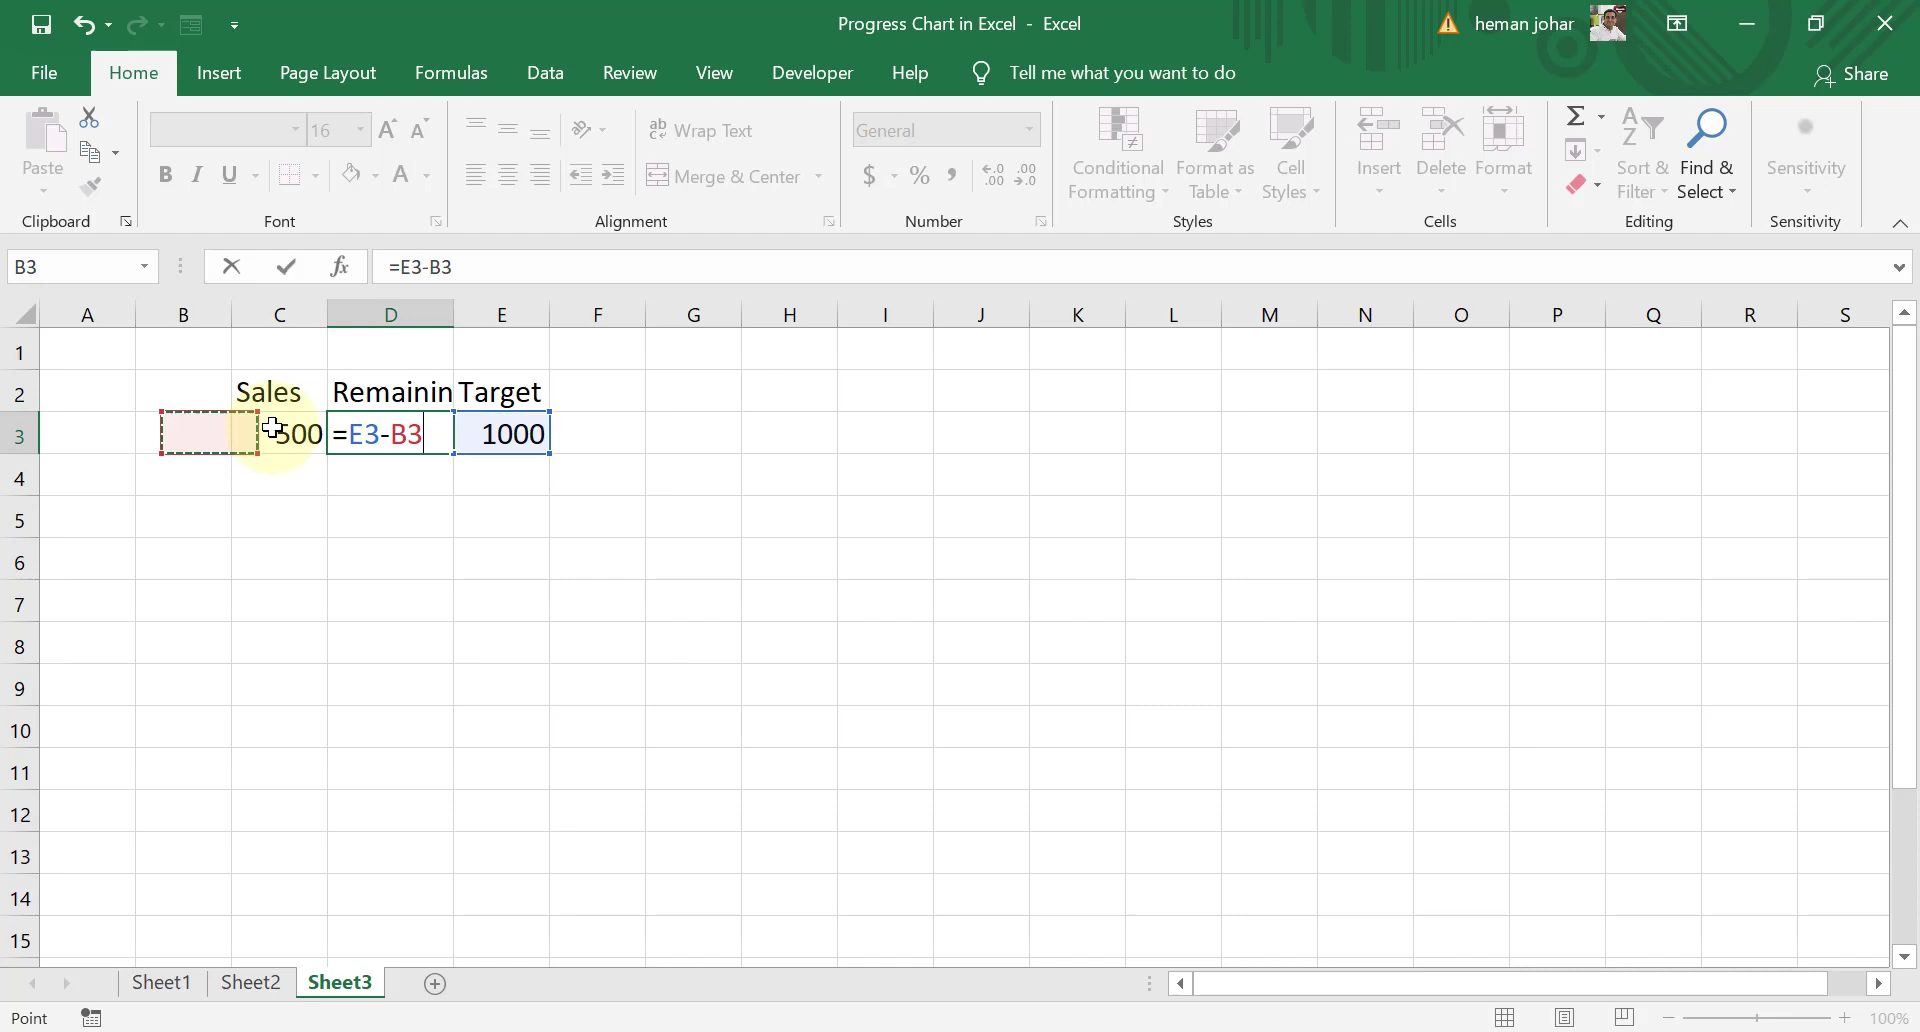 Progress Chart in Excel - Excel
heman johar
File Home Insert Page Layout Formulas Data Review View Developer Help Tell me what you want to do Share
16 General
ab Wrap Text
Paste
Conditional Format as Cell Insert Delete Format Sort & Find & Sensitivity
B I U A Merge & Center $ % Formatting Table Styles Filter Select
Clipboard Font Alignment Number Styles Cells Editing Sensitivity
B3 fx =E3-B3
A B C D E F G H I J K L M N O P Q R S
1
2 Sales Remainin Target
3 500 =E3-B3 1000
4
5
6
7
8
9
10
11
12
13
14
15
Sheet1 Sheet2 Sheet3
Point 100%